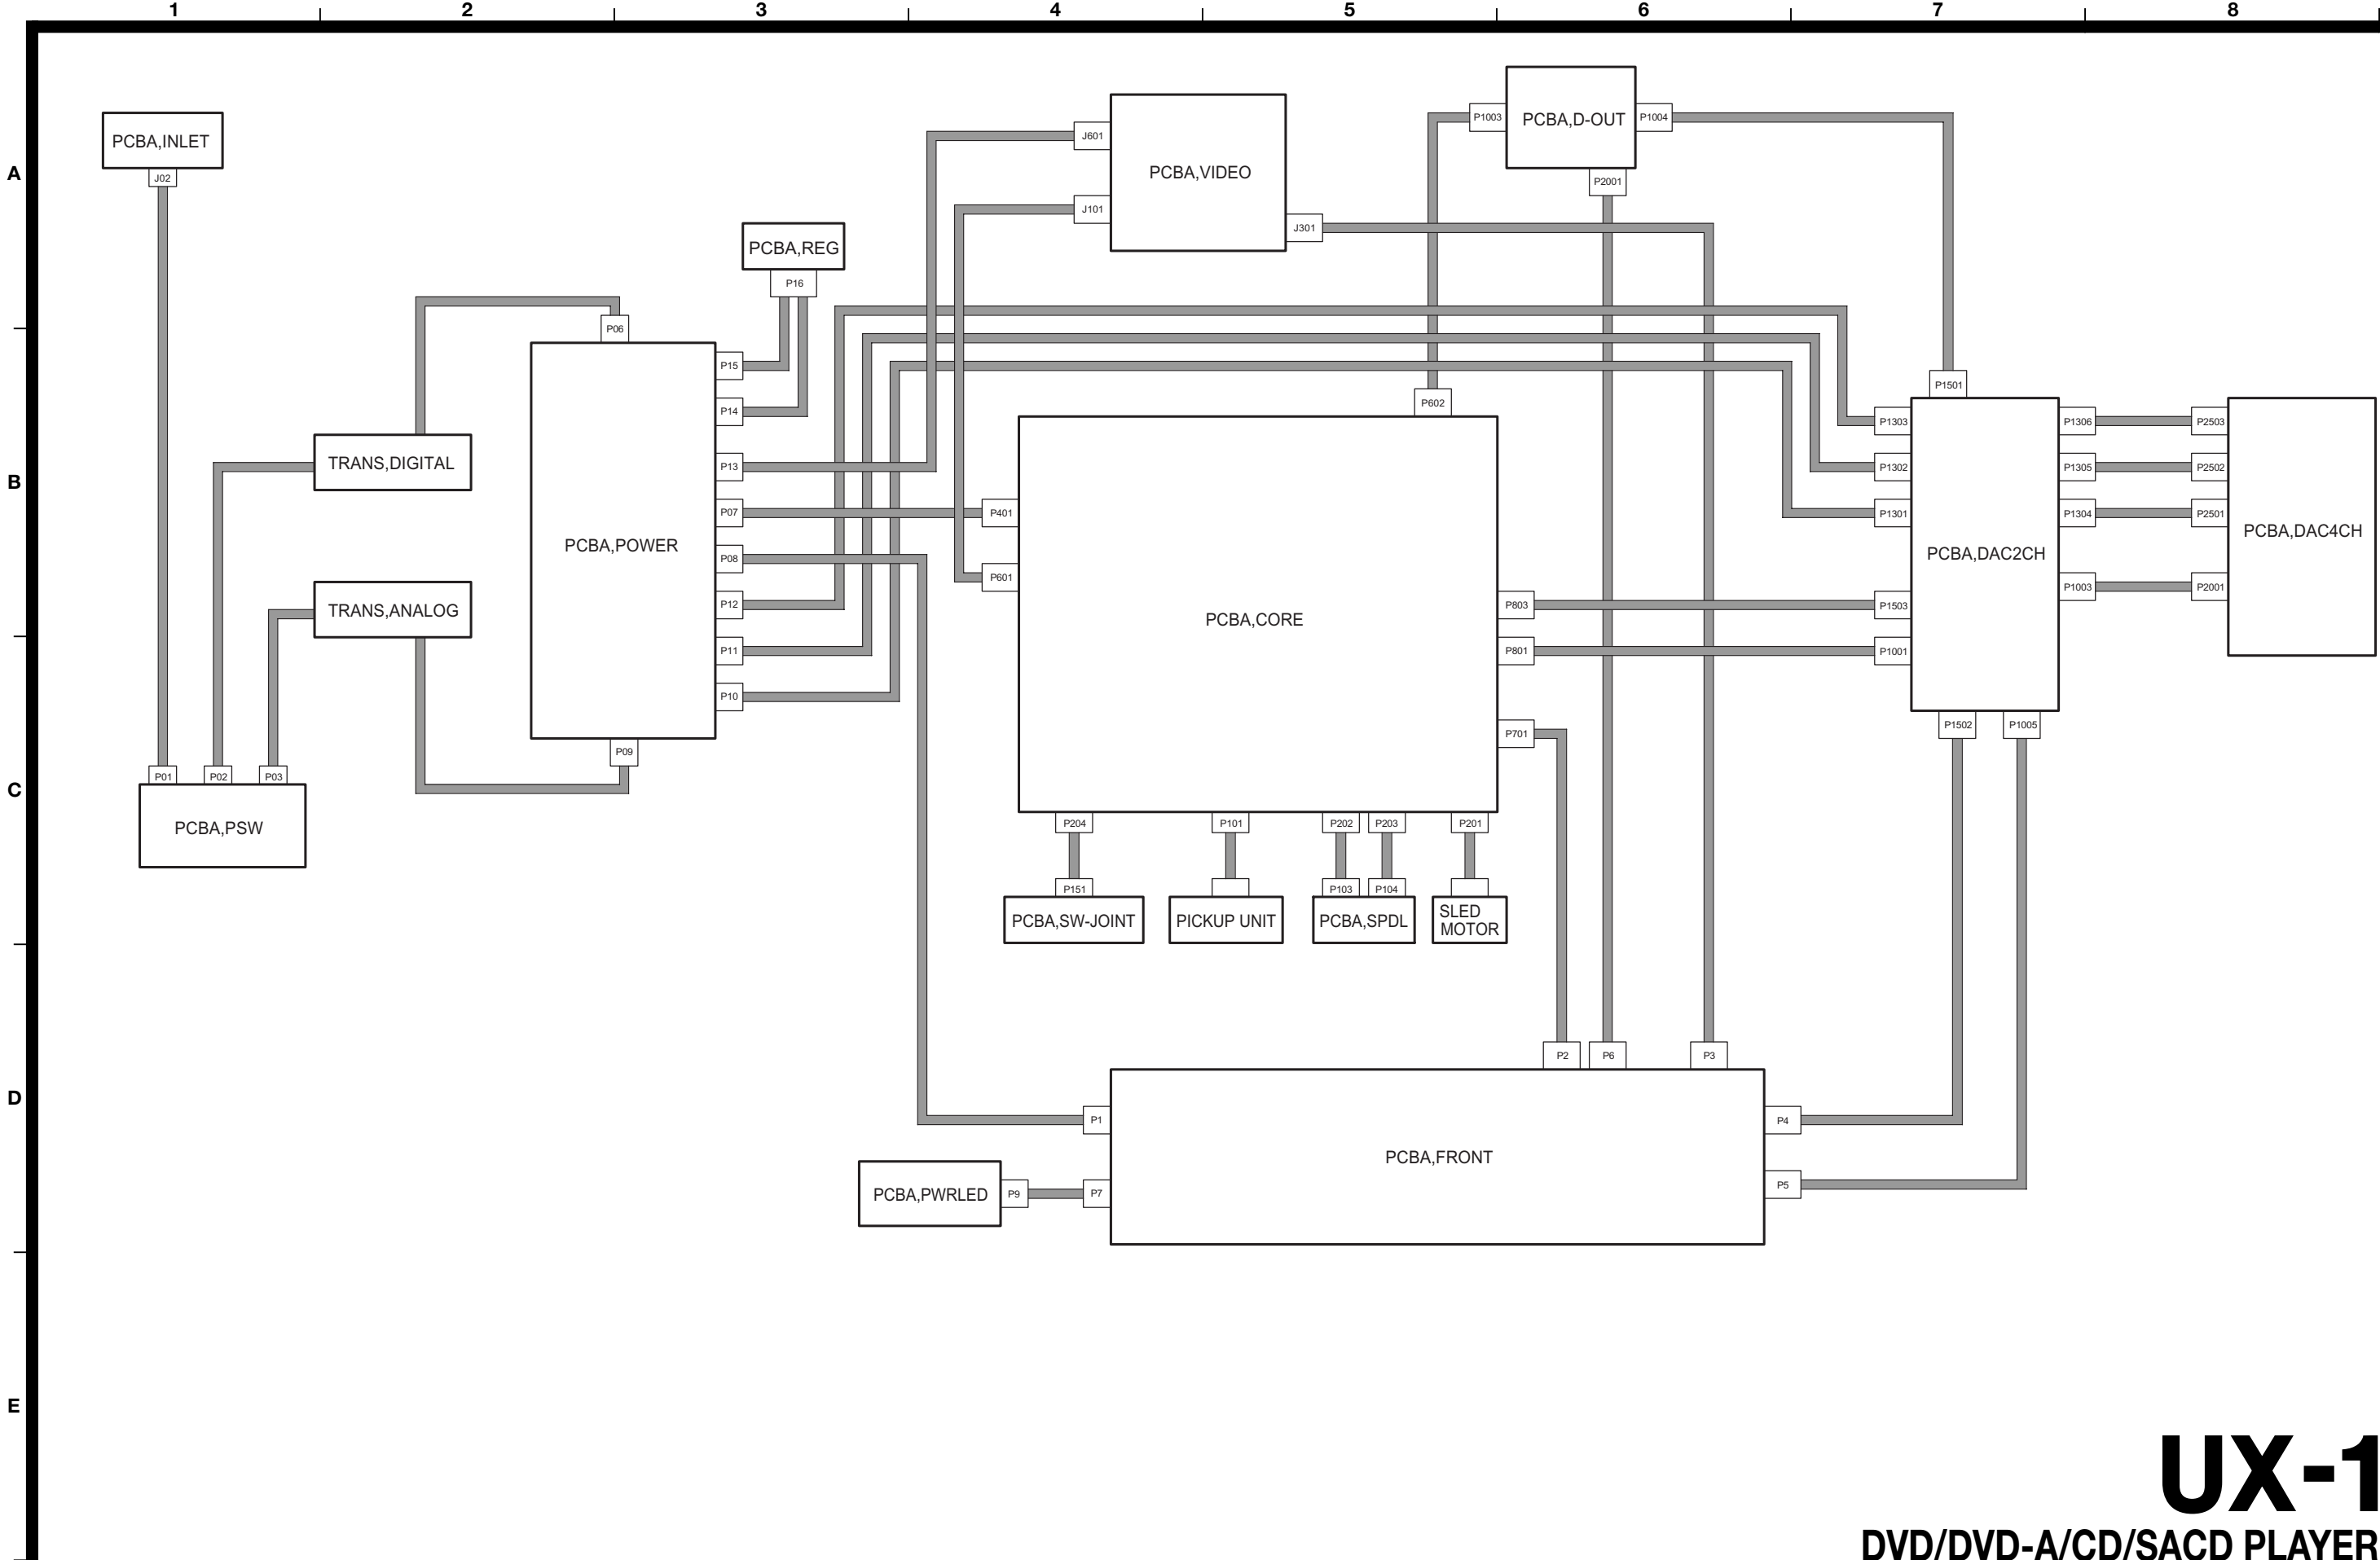 1 2 3 4 5 6 7 8
A
B
C
D
E
PCBA,INLET
J02
PCBA,REG
P16
PCBA,VIDEO
J601
J101
J301
PCBA,D-OUT
P1003
P1004
P2001
P06
PCBA,POWER
P15
P14
P13
P07
P08
P12
P11
P10
P09
TRANS,DIGITAL
TRANS,ANALOG
P01
P02
P03
PCBA,PSW
PCBA,CORE
P602
P401
P601
P803
P801
P701
P204
P101
P202
P203
P201
P151
P103
P104
PCBA,SW-JOINT
PICKUP UNIT
PCBA,SPDL
SLED
MOTOR
PCBA,DAC2CH
P1501
P1303
P1302
P1301
P1503
P1001
P1306
P1305
P1304
P1003
P1502
P1005
PCBA,DAC4CH
P2503
P2502
P2501
P2001
PCBA,FRONT
P2
P6
P3
P1
P7
P4
P5
PCBA,PWRLED
P9
UX-1
DVD/DVD-A/CD/SACD PLAYER